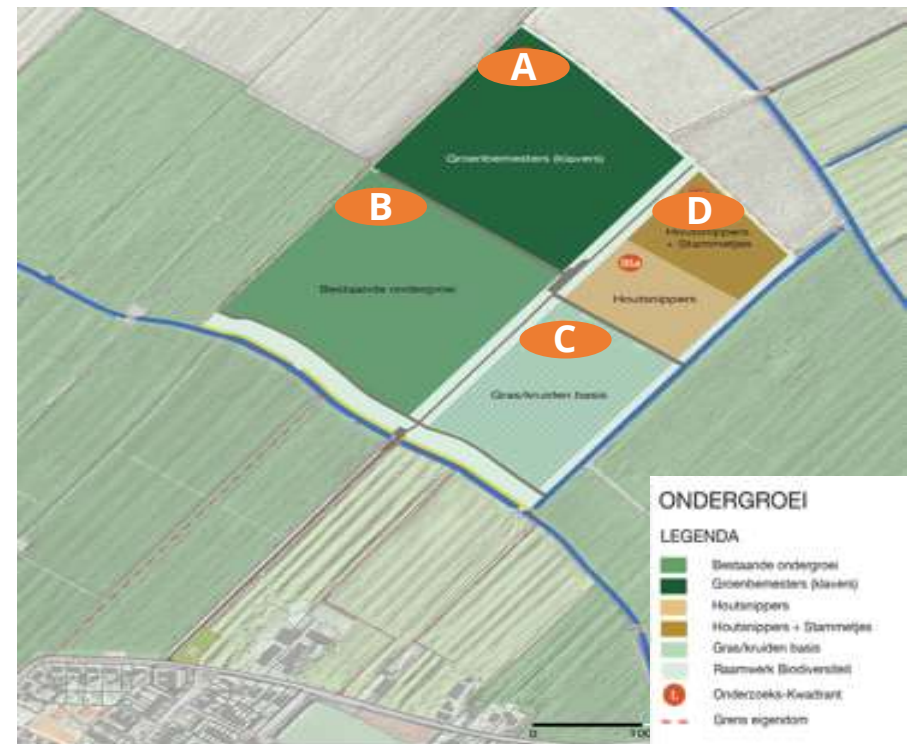 A
Groenbemesters (klavers)
B
D
Houtsnippers
+ Stammetjes
Bestaande ondergroei
Houtsnippers
C
Gras/kruiden basis
ONDERGROEI
LEGENDA
Bestaande ondergroei
Groenbemesters (klavers)
Houtsnippers
Houtsnippers + Stammetjes
Gras/kruiden basis
Raamwerk Biodiversiteit
Onderzoeks-Kwadrant
Grens eigendom
0